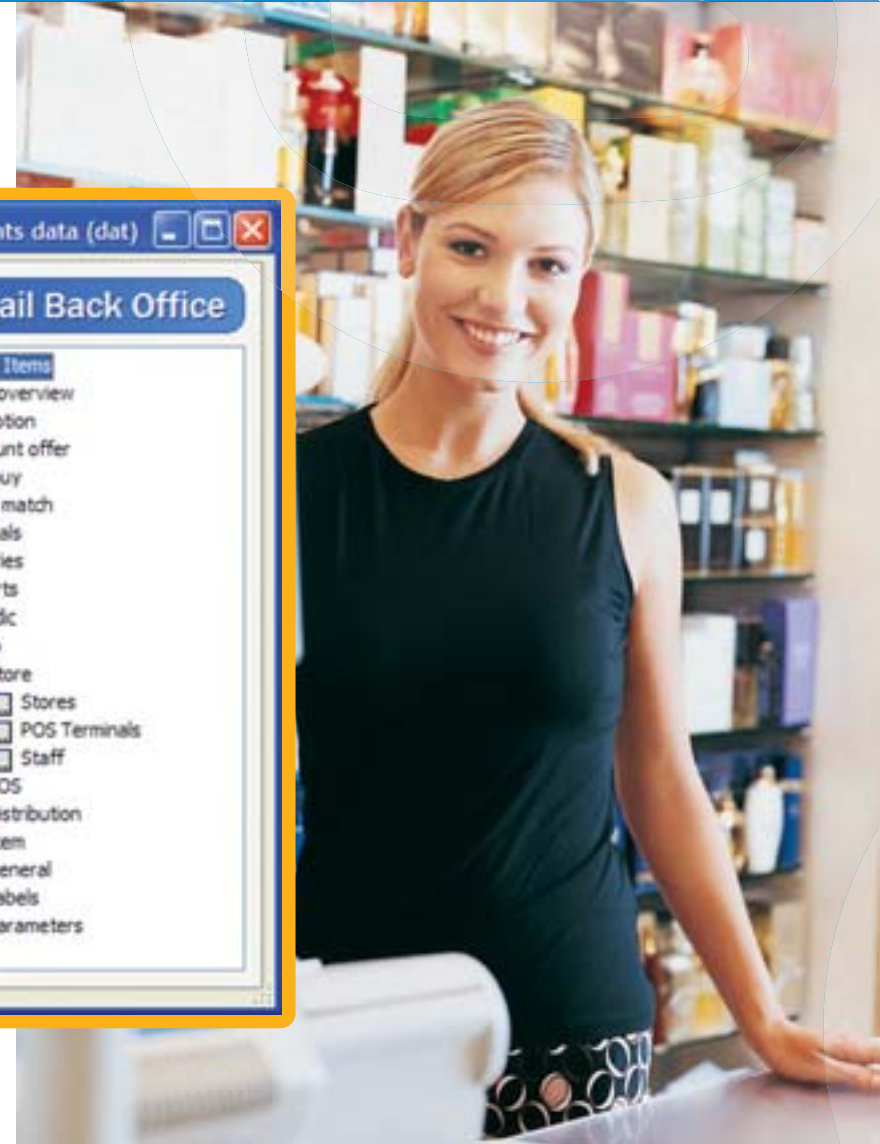 nts data (dat)
ail Back Office
Items
overview
otion
unt offer
uy
match
als
ies
rts
dic
tore
Stores
POS Terminals
Staff
OS
istribution
tem
eneral
abels
arameters